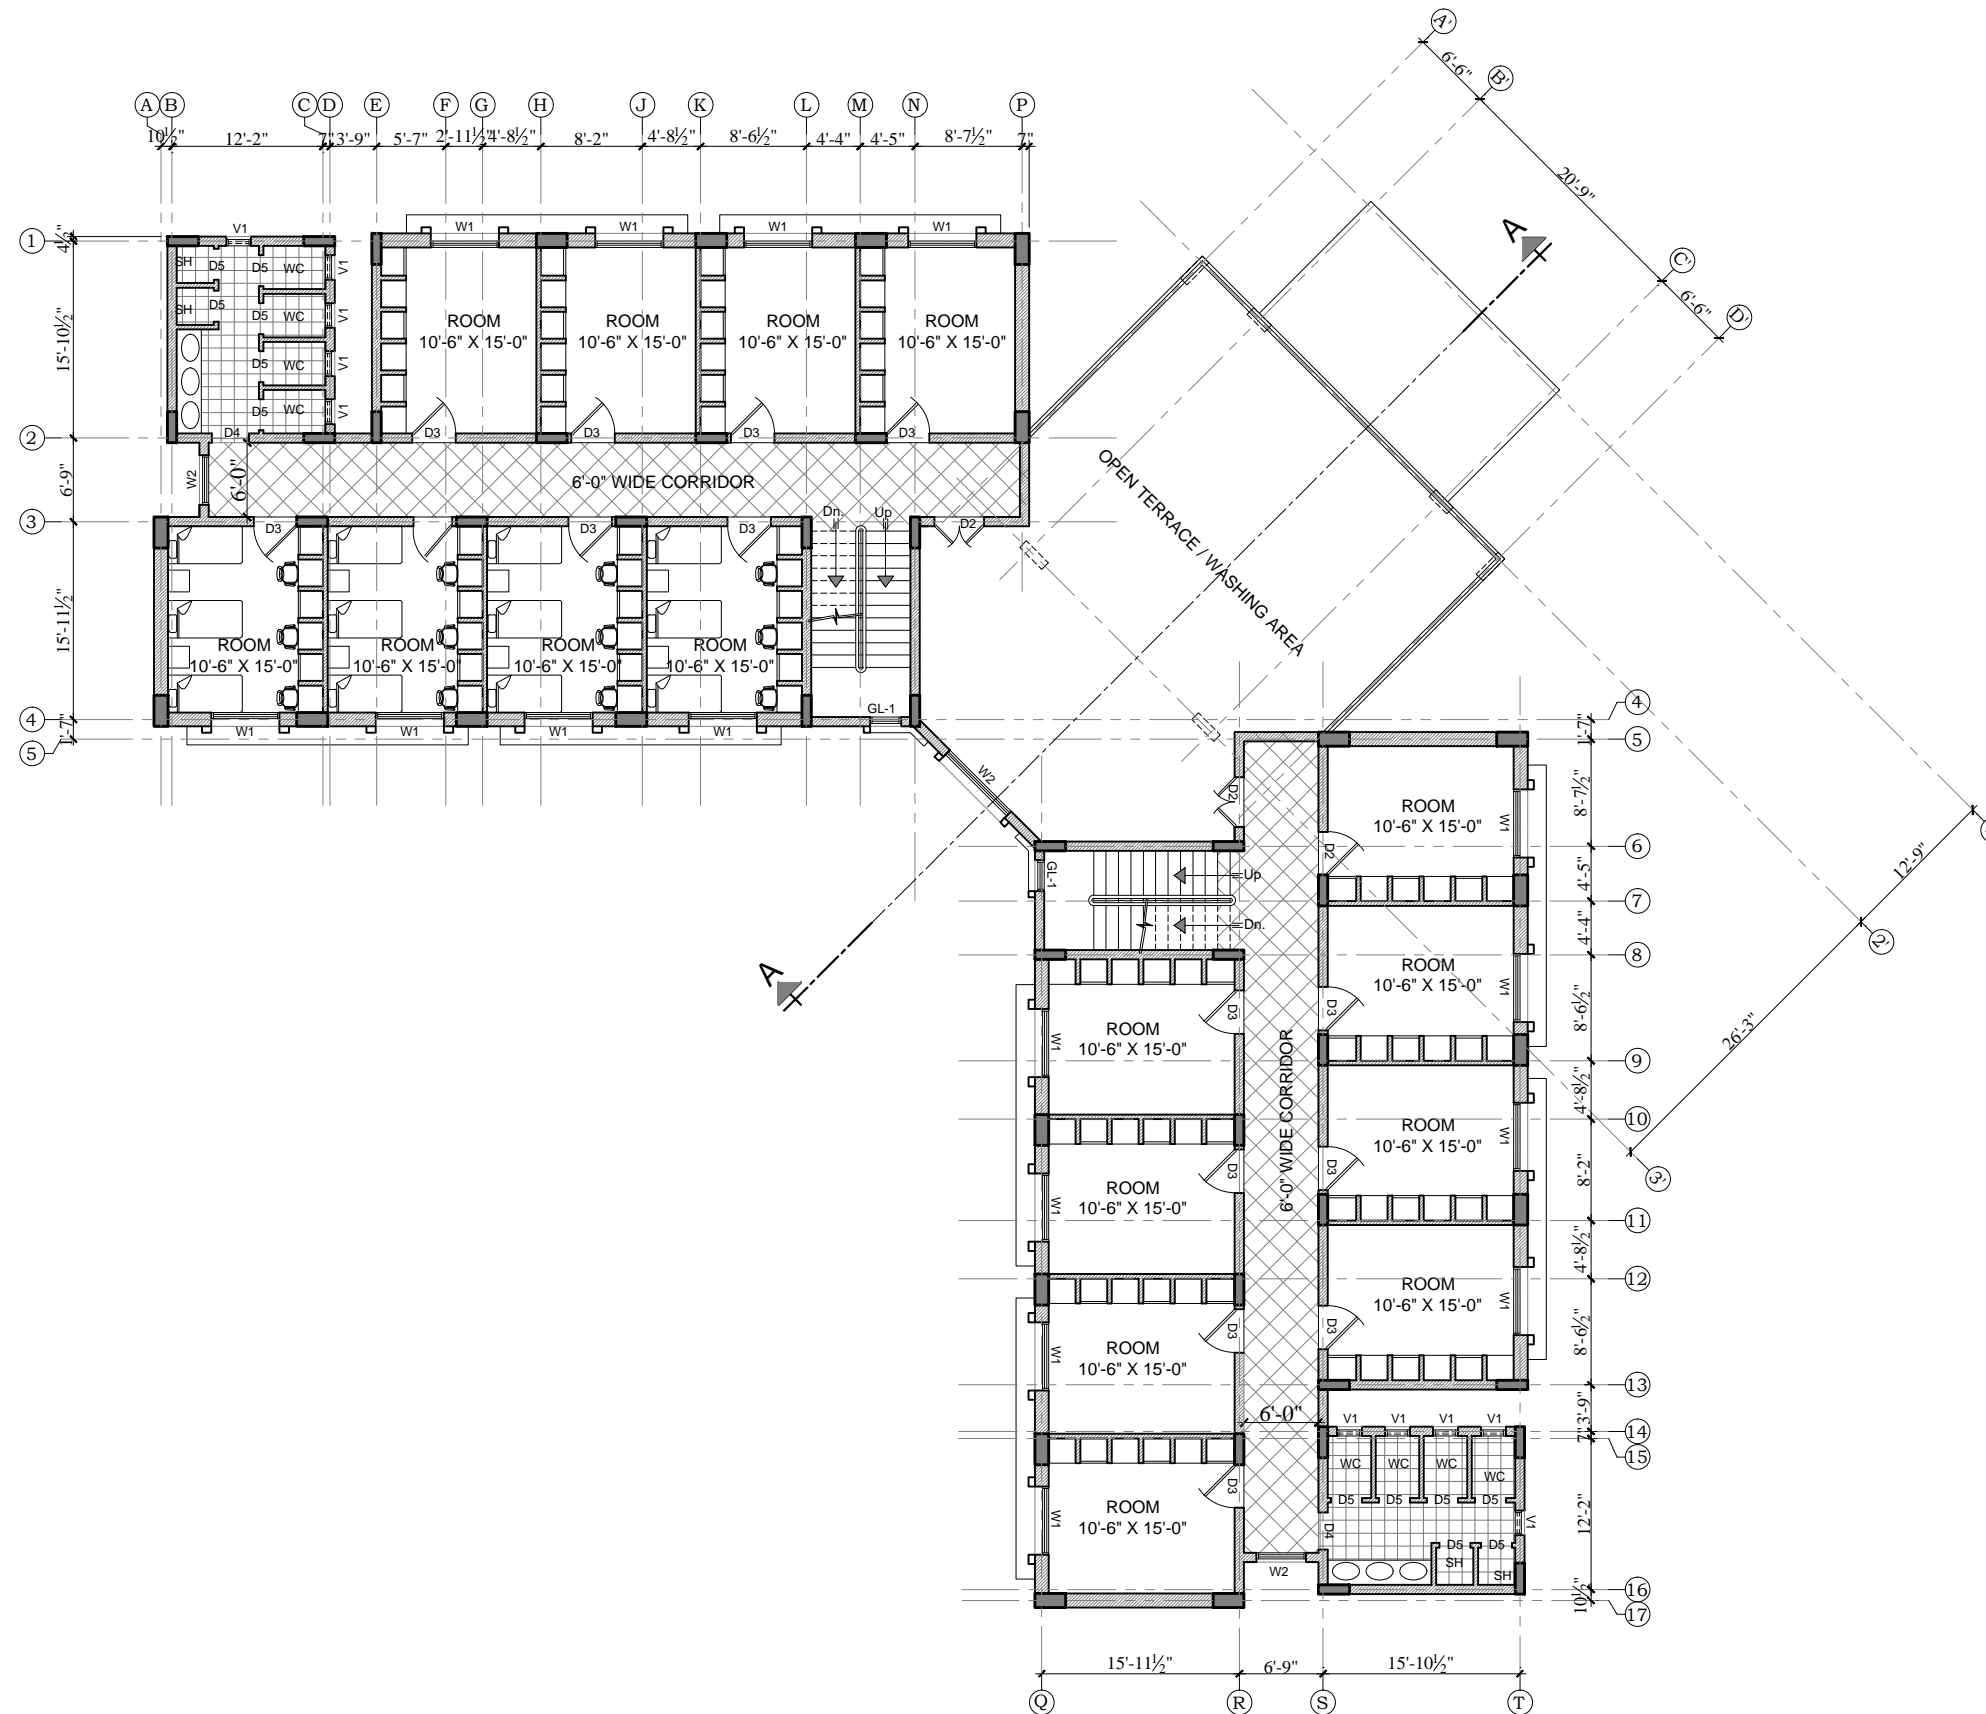 A'
B'
C'
D'
6'-6"
20'-9"
6'-6"
A B C D E F G H J K L M N P
10½" 12'-2" 7" 3'-9" 5'-7" 2'-11½" 4'-8½" 8'-2" 4'-8½" 8'-6½" 4'-4" 4'-5" 8'-7½" 7"
1
2
3
4
5
4½"
15'-10½"
6'-9"
15'-11½"
1'-7"
V1
W1 W1 W1 W1
SH D5 D5 WC V1
SH D5 D5 WC V1
D5 WC V1
D5 WC V1
D4
ROOM
10'-6" X 15'-0"
ROOM
10'-6" X 15'-0"
ROOM
10'-6" X 15'-0"
ROOM
10'-6" X 15'-0"
D3 D3 D3 D3
W2
6'-0"
6'-0" WIDE CORRIDOR
D3 D3 D3
Dn. Up
D2
ROOM
10'-6" X 15'-0"
ROOM
10'-6" X 15'-0"
ROOM
10'-6" X 15'-0"
ROOM
10'-6" X 15'-0"
W1 W1 W1 W1
GL-1
W2
A
OPEN TERRACE / WASHING AREA
A
12'-9"
2'
26'-3"
3'
4
5
6
7
8
9
10
11
12
13
14
15
16
17
1'-7"
8'-7½"
4'-5"
4'-4"
8'-6½"
4'-8½"
8'-2"
4'-8½"
8'-6½"
3'-9"
7"
12'-2"
10½"
D2
GL-1
Up
Dn.
D2
ROOM
10'-6" X 15'-0"
W1
D3
ROOM
10'-6" X 15'-0"
W1
D3
ROOM
10'-6" X 15'-0"
W1
D3
ROOM
10'-6" X 15'-0"
W1
6'-0" WIDE CORRIDOR
W1
ROOM
10'-6" X 15'-0"
D3
W1
ROOM
10'-6" X 15'-0"
D3
W1
ROOM
10'-6" X 15'-0"
D3
W1
ROOM
10'-6" X 15'-0"
D3
6'-0"
V1 V1 V1 V1
WC WC WC WC
D5 D5 D5 D5
D4
V1
D5 D5
SH
SH
W2
15'-11½" 6'-9" 15'-10½"
Q R S T